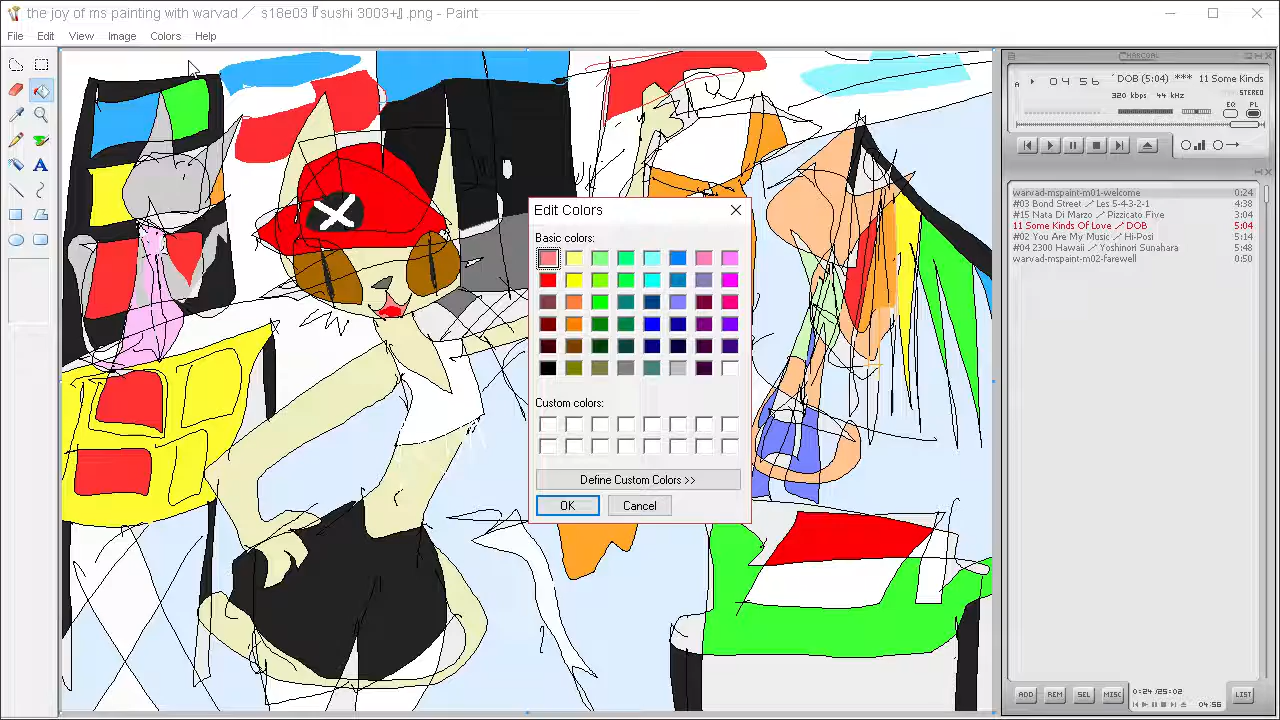 the joy of ms painting with warvad ／ s18e03『sushi 3003+』.png - Paint
File Edit View Image Colors Help
Edit Colors
Basic colors:
Custom colors:
Define Custom Colors >>
OK Cancel
CHARCOAL
04 56
' DOB (5:04) *** 11 Some Kinds
320 kbps 44 kHz
STEREO
EQ PL
warvad-mspaint-m01-welcome 0:24
#03 Bond Street ／ Les 5-4-3-2-1 4:38
#15 Nata Di Marzo ／ Pizzicato Five 3:04
11 Some Kinds Of Love ／ DOB 5:04
#02 You Are My Music ／ Hi-Posi 5:14
#04 2300 Hawaii ／ Yoshinori Sunahara 5:48
warvad-mspaint-m02-farewell 0:50
ADD REM SEL MISC
0:24/25:02
04:56
LIST